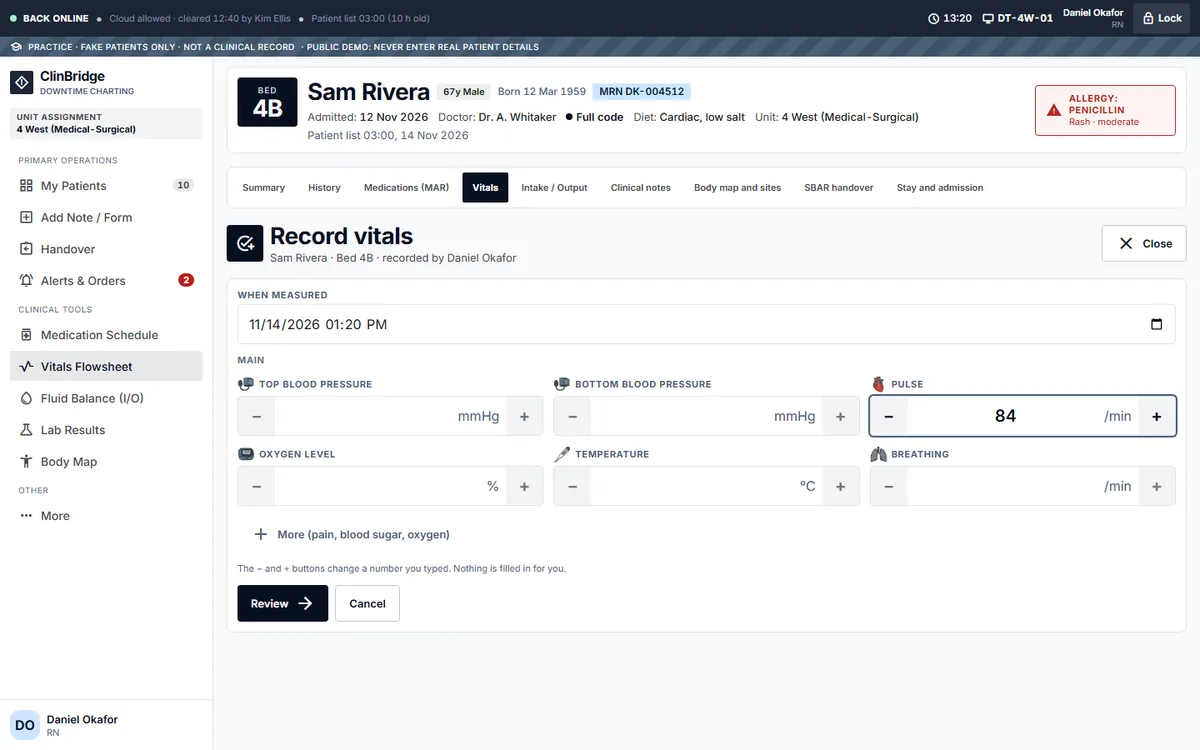 BACK ONLINE • Cloud allowed · cleared 12:40 by Kim Ellis • Patient list 03:00 (10 h old)
13:20 DT-4W-01 Daniel Okafor RN Lock
PRACTICE · FAKE PATIENTS ONLY · NOT A CLINICAL RECORD · PUBLIC DEMO: NEVER ENTER REAL PATIENT DETAILS
ClinBridge
DOWNTIME CHARTING
UNIT ASSIGNMENT
4 West (Medical-Surgical)
PRIMARY OPERATIONS
My Patients 10
Add Note / Form
Handover
Alerts & Orders 2
CLINICAL TOOLS
Medication Schedule
Vitals Flowsheet
Fluid Balance (I/O)
Lab Results
Body Map
OTHER
More
DO Daniel Okafor
RN
BED
4B
Sam Rivera 67y Male Born 12 Mar 1959 MRN DK-004512
Admitted: 12 Nov 2026 Doctor: Dr. A. Whitaker ● Full code Diet: Cardiac, low salt Unit: 4 West (Medical-Surgical)
Patient list 03:00, 14 Nov 2026
ALLERGY:
PENICILLIN
Rash · moderate
Summary History Medications (MAR) Vitals Intake / Output Clinical notes Body map and sites SBAR handover Stay and admission
Record vitals
Sam Rivera · Bed 4B · recorded by Daniel Okafor
Close
WHEN MEASURED
11/14/2026 01:20 PM
MAIN
TOP BLOOD PRESSURE BOTTOM BLOOD PRESSURE PULSE
− mmHg + − mmHg + − 84 /min +
OXYGEN LEVEL TEMPERATURE BREATHING
− % + − °C + − /min +
+ More (pain, blood sugar, oxygen)
The − and + buttons change a number you typed. Nothing is filled in for you.
Review → Cancel